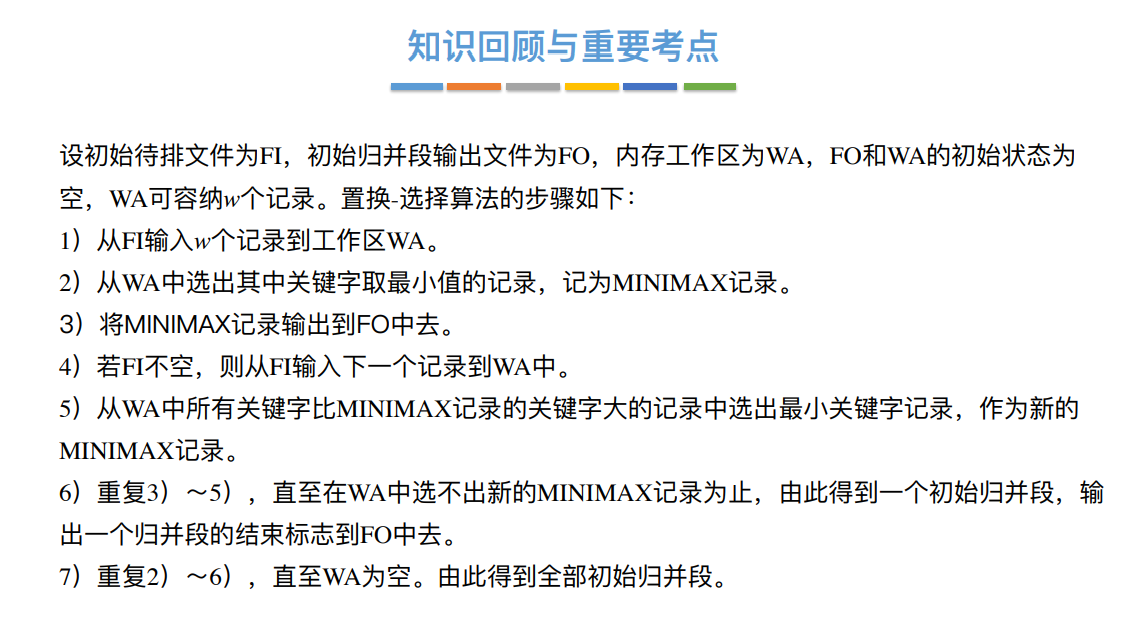 知识回顾与重要考点
设初始待排文件为FI，初始归并段输出文件为FO，内存工作区为WA，FO和WA的初始状态为
空，WA可容纳w个记录。置换-选择算法的步骤如下：
1）从FI输入w个记录到工作区WA。
2）从WA中选出其中关键字取最小值的记录，记为MINIMAX记录。
3）将MINIMAX记录输出到FO中去。
4）若FI不空，则从FI输入下一个记录到WA中。
5）从WA中所有关键字比MINIMAX记录的关键字大的记录中选出最小关键字记录，作为新的
MINIMAX记录。
6）重复3）～5），直至在WA中选不出新的MINIMAX记录为止，由此得到一个初始归并段，输
出一个归并段的结束标志到FO中去。
7）重复2）～6），直至WA为空。由此得到全部初始归并段。